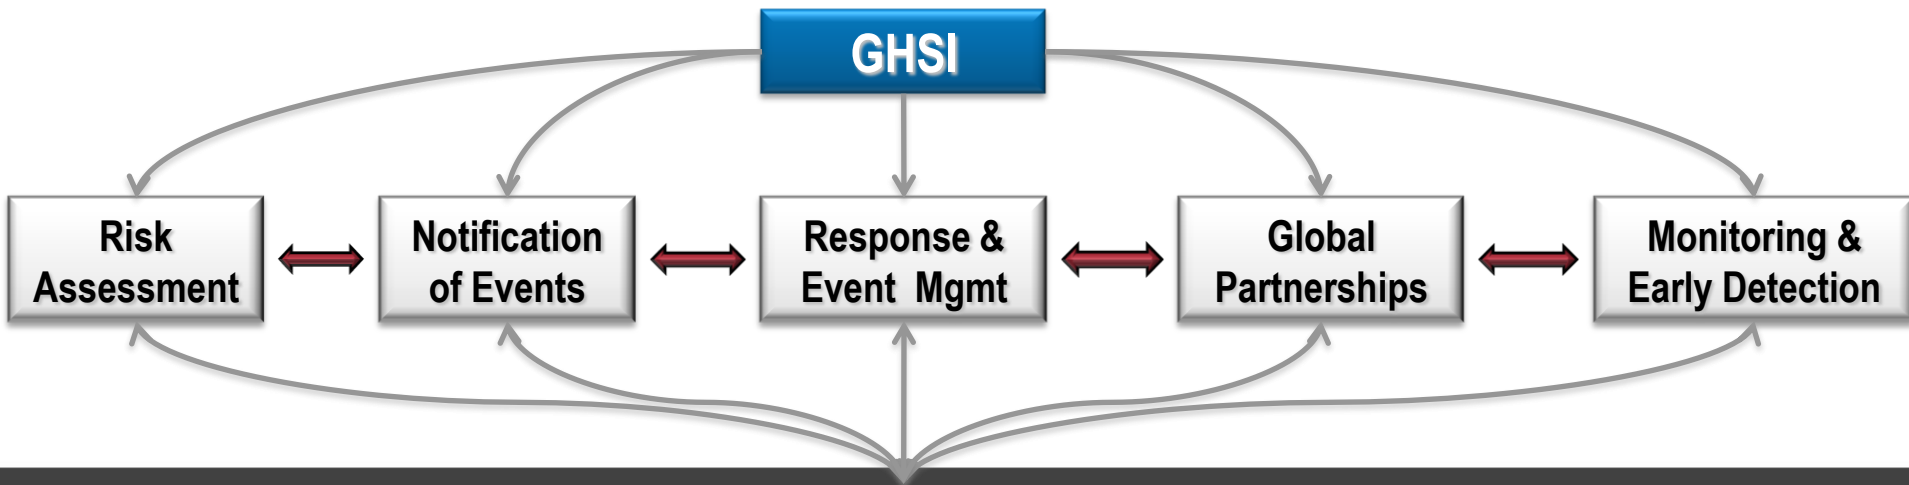 GHSI
Risk
Assessment
Notification
of Events
Response &
Event Mgmt
Global
Partnerships
Monitoring &
Early Detection